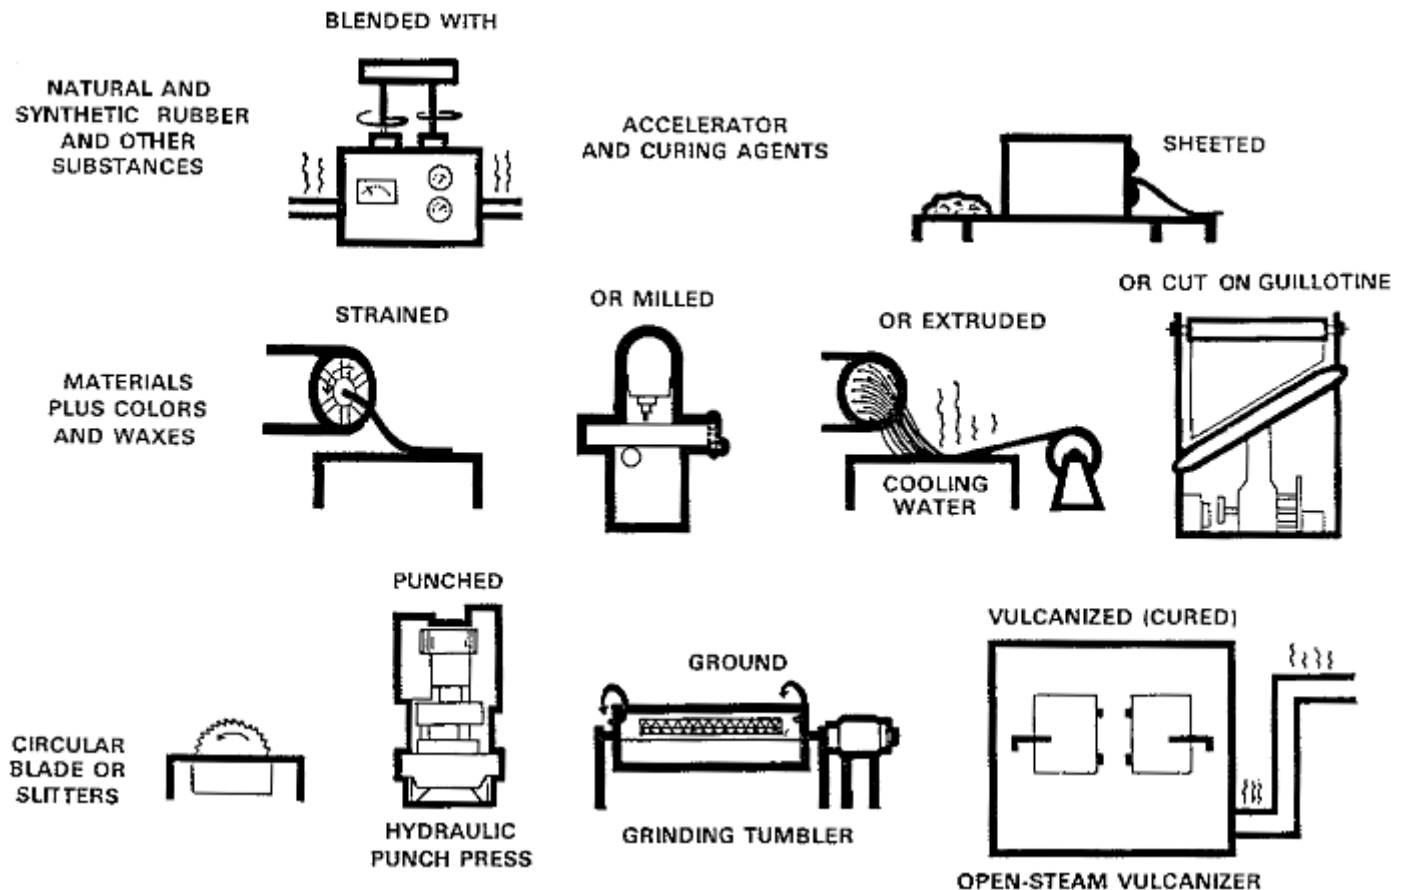 BLENDED WITH
NATURAL AND
SYNTHETIC RUBBER
AND OTHER
SUBSTANCES
ACCELERATOR
AND CURING AGENTS
SHEETED
MATERIALS
PLUS COLORS
AND WAXES
STRAINED
OR MILLED
OR EXTRUDED
COOLING
WATER
OR CUT ON GUILLOTINE
CIRCULAR
BLADE OR
SLITTERS
PUNCHED
HYDRAULIC
PUNCH PRESS
GROUND
GRINDING TUMBLER
VULCANIZED (CURED)
OPEN-STEAM VULCANIZER